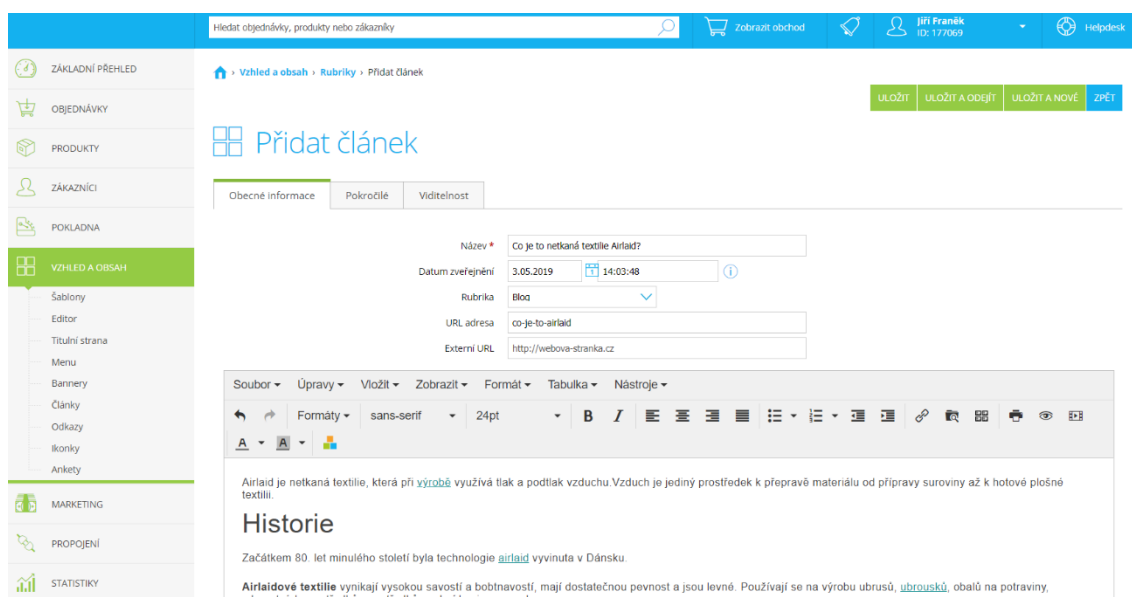 Hledat objednávky, produkty nebo zákazníky
Zobrazit obchod
Jiří Franěk
ID: 177069
Helpdesk
ZÁKLADNÍ PŘEHLED
OBJEDNÁVKY
PRODUKTY
ZÁKAZNÍCI
POKLADNA
VZHLED A OBSAH
Šablony
Editor
Titulní strana
Menu
Bannery
Články
Odkazy
Ikonky
Ankety
MARKETING
PROPOJENÍ
STATISTIKY
› Vzhled a obsah › Rubriky › Přidat článek
ULOŽIT ULOŽIT A ODEJÍT ULOŽIT A NOVÉ ZPĚT
Přidat článek
Obecné informace Pokročilé Viditelnost
Název * Co je to netkaná textilie Airlaid?
Datum zveřejnění 3.05.2019 14:03:48
Rubrika Blog
URL adresa co-je-to-airlaid
Externí URL http://webova-stranka.cz
Soubor Úpravy Vložit Zobrazit Formát Tabulka Nástroje
Formáty sans-serif 24pt B I
A A
Airlaid je netkaná textilie, která při výrobě využívá tlak a podtlak vzduchu.Vzduch je jediný prostředek k přepravě materiálu od přípravy suroviny až k hotové plošné
textilii.
Historie
Začátkem 80. let minulého století byla technologie airlaid vyvinuta v Dánsku.
Airlaidové textilie vynikají vysokou savostí a bobtnavostí, mají dostatečnou pevnost a jsou levné. Používají se na výrobu ubrusů, ubrousků, obalů na potraviny,